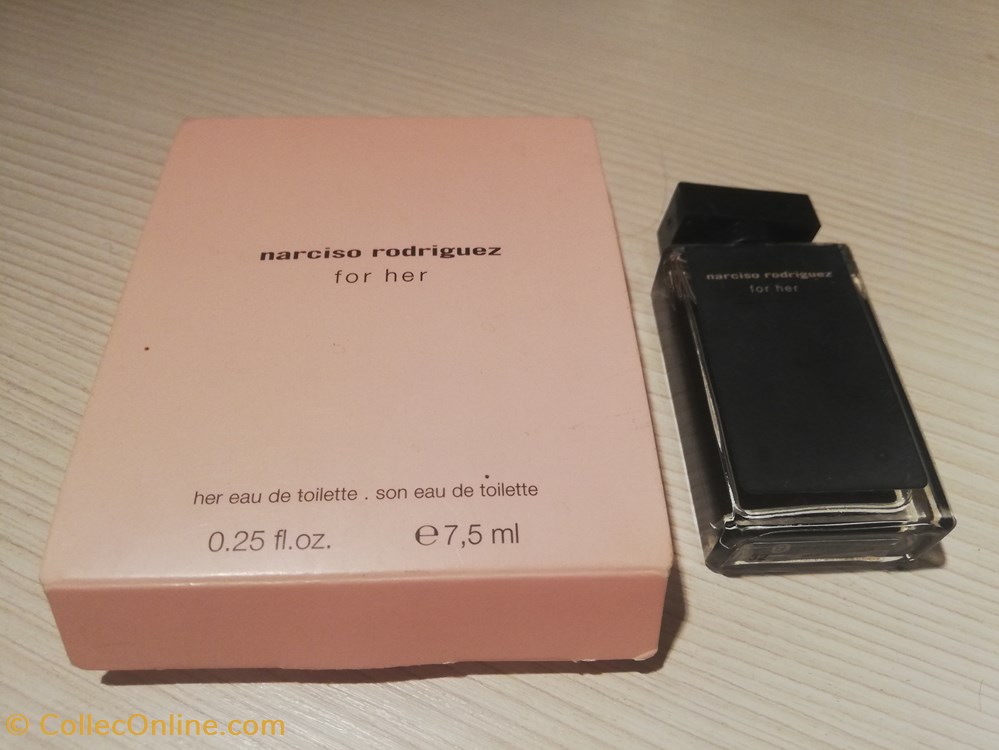 narciso rodriguez
for her
her eau de toilette . son eau de toilette
0.25 fl.oz. ℮ 7,5 ml
narciso rodriguez
for her
© CollecOnline.com